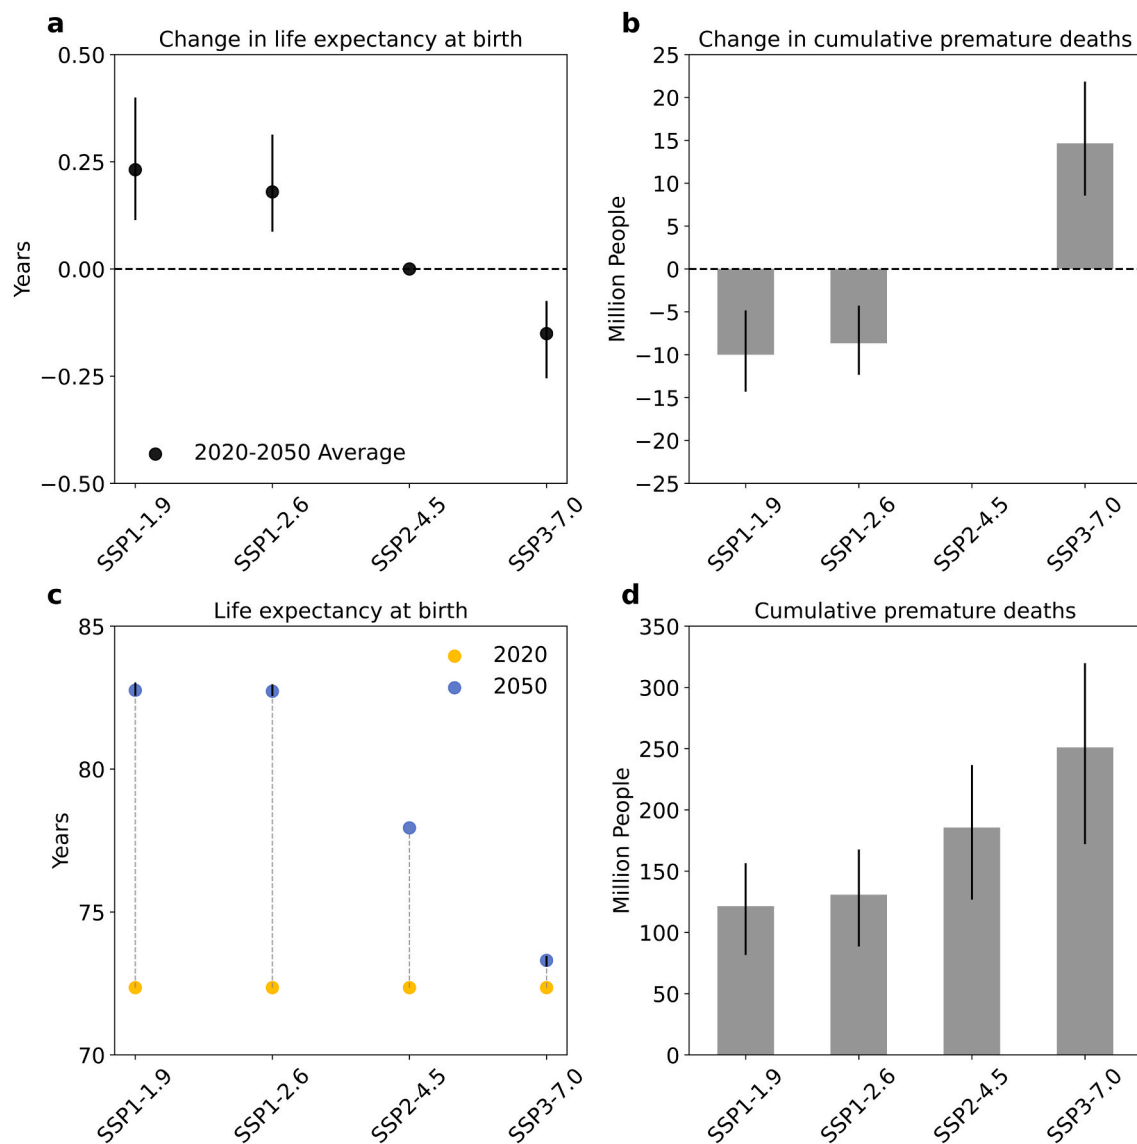 a
Change in life expectancy at birth
0.50
0.25
0.00
−0.25
−0.50
Years
2020-2050 Average
SSP1-1.9
SSP1-2.6
SSP2-4.5
SSP3-7.0
b
Change in cumulative premature deaths
25
20
15
10
5
0
−5
−10
−15
−20
−25
Million People
SSP1-1.9
SSP1-2.6
SSP2-4.5
SSP3-7.0
c
Life expectancy at birth
85
80
75
70
Years
2020
2050
SSP1-1.9
SSP1-2.6
SSP2-4.5
SSP3-7.0
d
Cumulative premature deaths
350
300
250
200
150
100
50
0
Million People
SSP1-1.9
SSP1-2.6
SSP2-4.5
SSP3-7.0